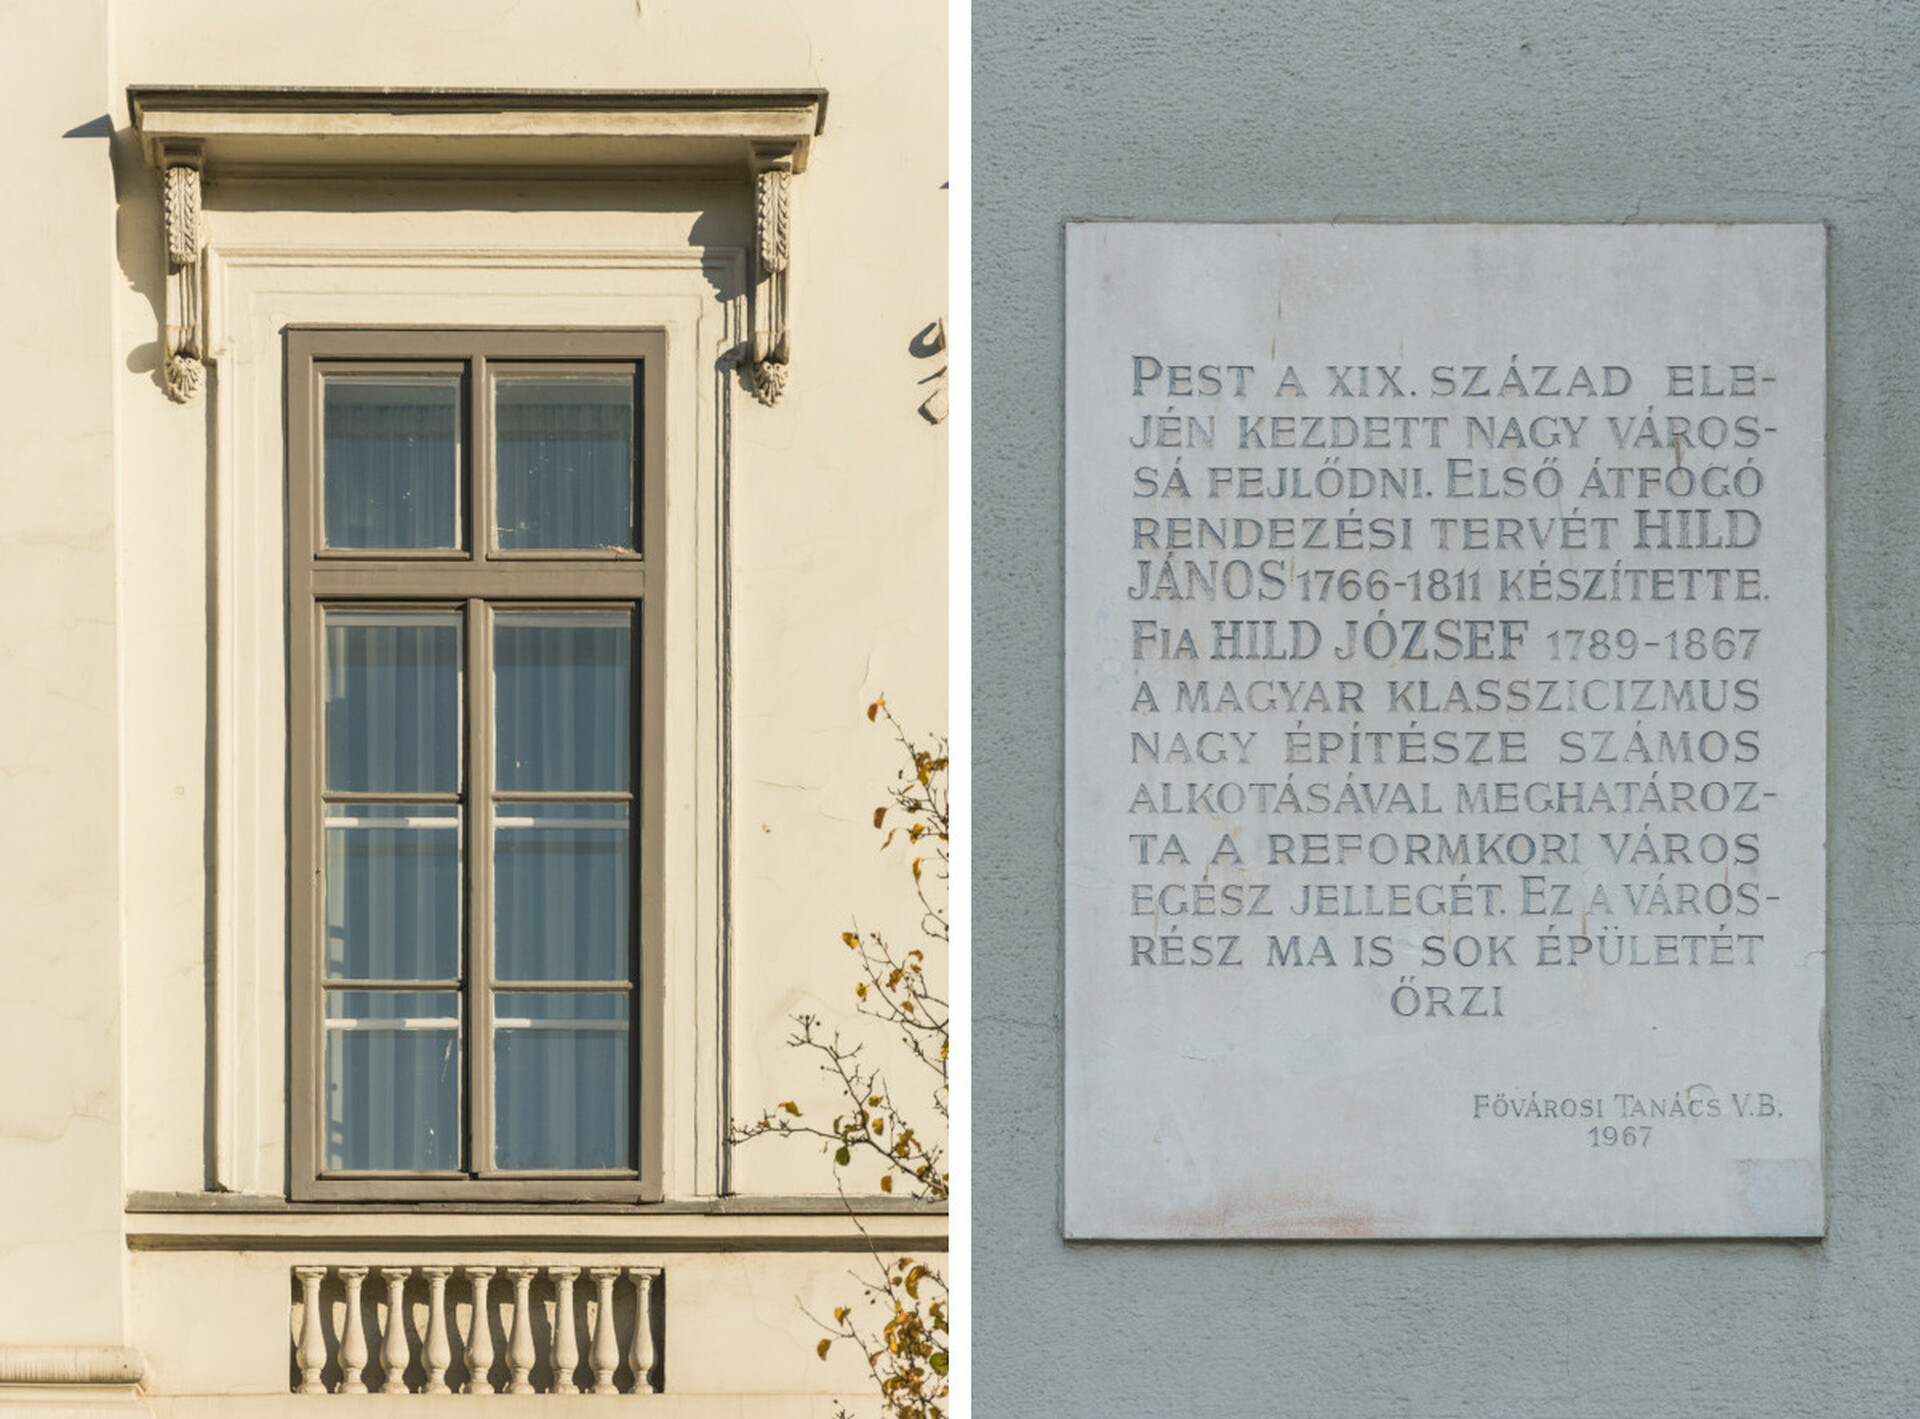 PEST A XIX. SZÁZAD ELE-
JÉN KEZDETT NAGY VÁROS-
SÁ FEJLŐDNI. ELSŐ ÁTFOGÓ
RENDEZÉSI TERVÉT HILD
JÁNOS 1766-1811 KÉSZÍTETTE.
FIA HILD JÓZSEF 1789-1867
A MAGYAR KLASSZICIZMUS
NAGY ÉPÍTÉSZE SZÁMOS
ALKOTÁSÁVAL MEGHATÁROZ-
TA A REFORMKORI VÁROS
EGÉSZ JELLEGÉT. EZ A VÁROS-
RÉSZ MA IS SOK ÉPÜLETÉT
ŐRZI
FŐVÁROSI TANÁCS V.B.
1967